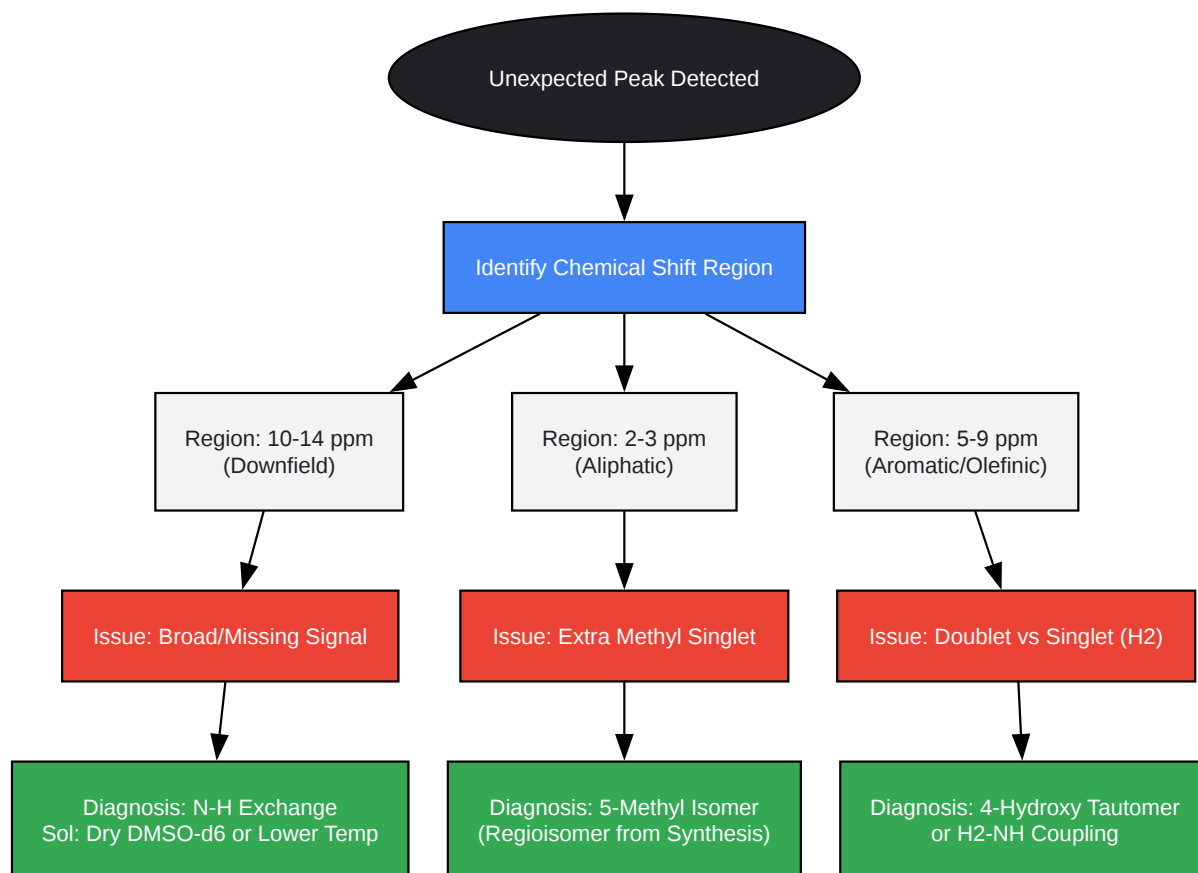 Unexpected Peak Detected
Identify Chemical Shift Region
Region: 10-14 ppm
(Downfield)
Region: 2-3 ppm
(Aliphatic)
Region: 5-9 ppm
(Aromatic/Olefinic)
Issue: Broad/Missing Signal
Issue: Extra Methyl Singlet
Issue: Doublet vs Singlet (H2)
Diagnosis: N-H Exchange
Sol: Dry DMSO-d6 or Lower Temp
Diagnosis: 5-Methyl Isomer
(Regioisomer from Synthesis)
Diagnosis: 4-Hydroxy Tautomer
or H2-NH Coupling